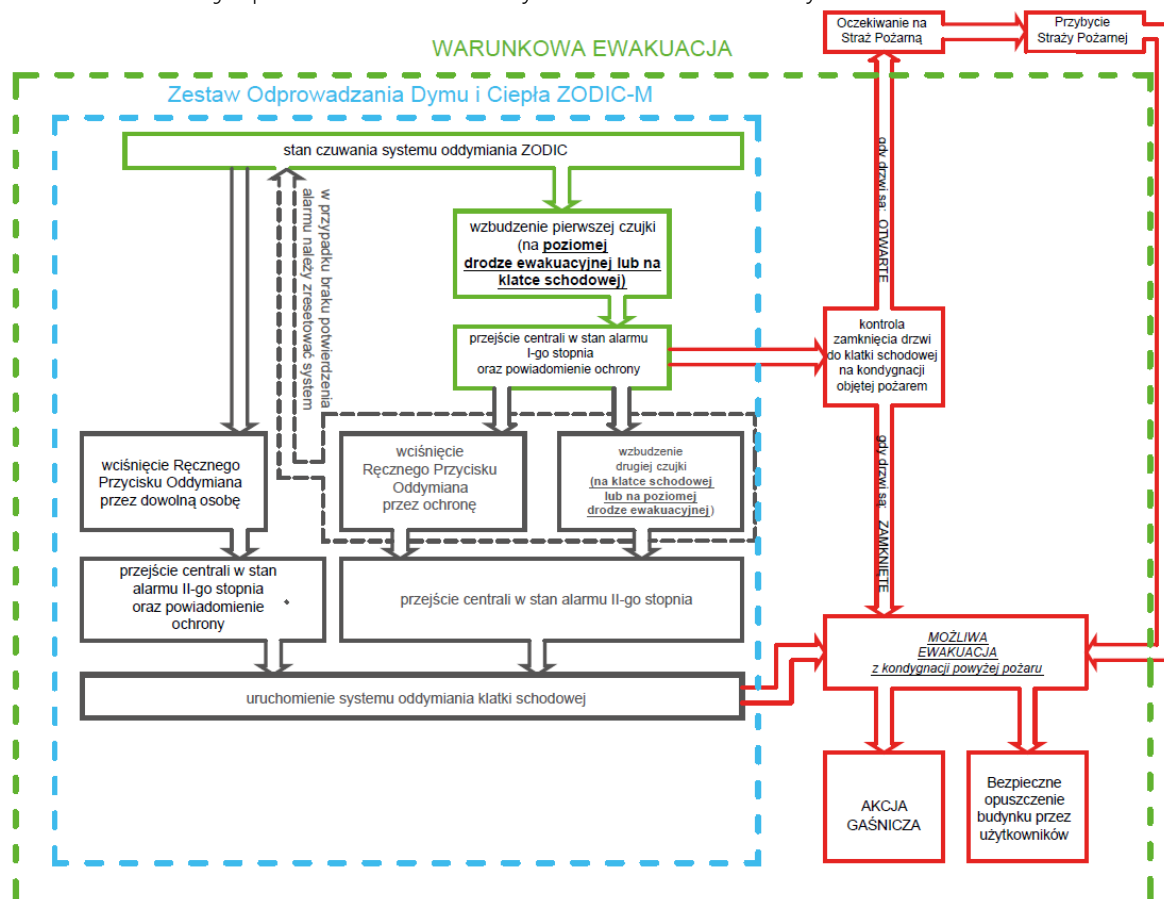 Oczekiwanie na
Straż Pożarną
Przybycie
Straży Pożarnej
WARUNKOWA EWAKUACJA
Zestaw Odprowadzania Dymu i Ciepła ZODIC-M
stan czuwania systemu oddymiania ZODIC
w przypadku braku potwierdzenia
alarmu należy zresetować system
wzbudzenie pierwszej czujki
(na poziomej
drodze ewakuacyjnej lub na
klatce schodowej)
gdy drzwi są: OTWARTE
przejście centrali w stan alarmu
I-go stopnia
oraz powiadomienie ochrony
kontrola
zamknięcia drzwi
do klatki schodowej
na kondygnacji
objętej pożarem
wciśnięcie Ręcznego
Przycisku Oddymiana
przez dowolną osobę
wciśnięcie
Ręcznego Przycisku
Oddymiana
przez ochronę
wzbudzenie
drugiej czujki
(na klatce schodowej
lub na poziomej
drodze ewakuacyjnej)
gdy drzwi są: ZAMKNIĘTE
przejście centrali w stan
alarmu II-go stopnia
oraz powiadomienie
ochrony
przejście centrali w stan alarmu II-go stopnia
MOŻLIWA
EWAKUACJA
z kondygnacji powyżej pożaru
uruchomienie systemu oddymiania klatki schodowej
AKCJA
GAŚNICZA
Bezpieczne
opuszczenie
budynku przez
użytkowników